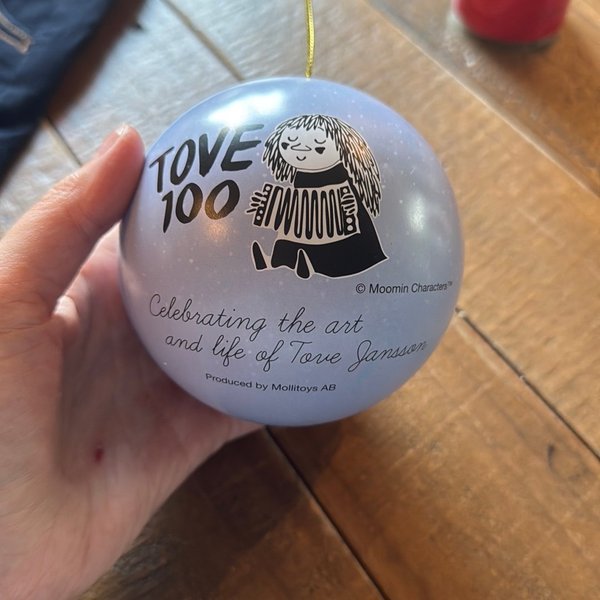 TOVE
100
© Moomin Characters™
Celebrating the art
and life of Tove Jansson
Produced by Mollitoys AB